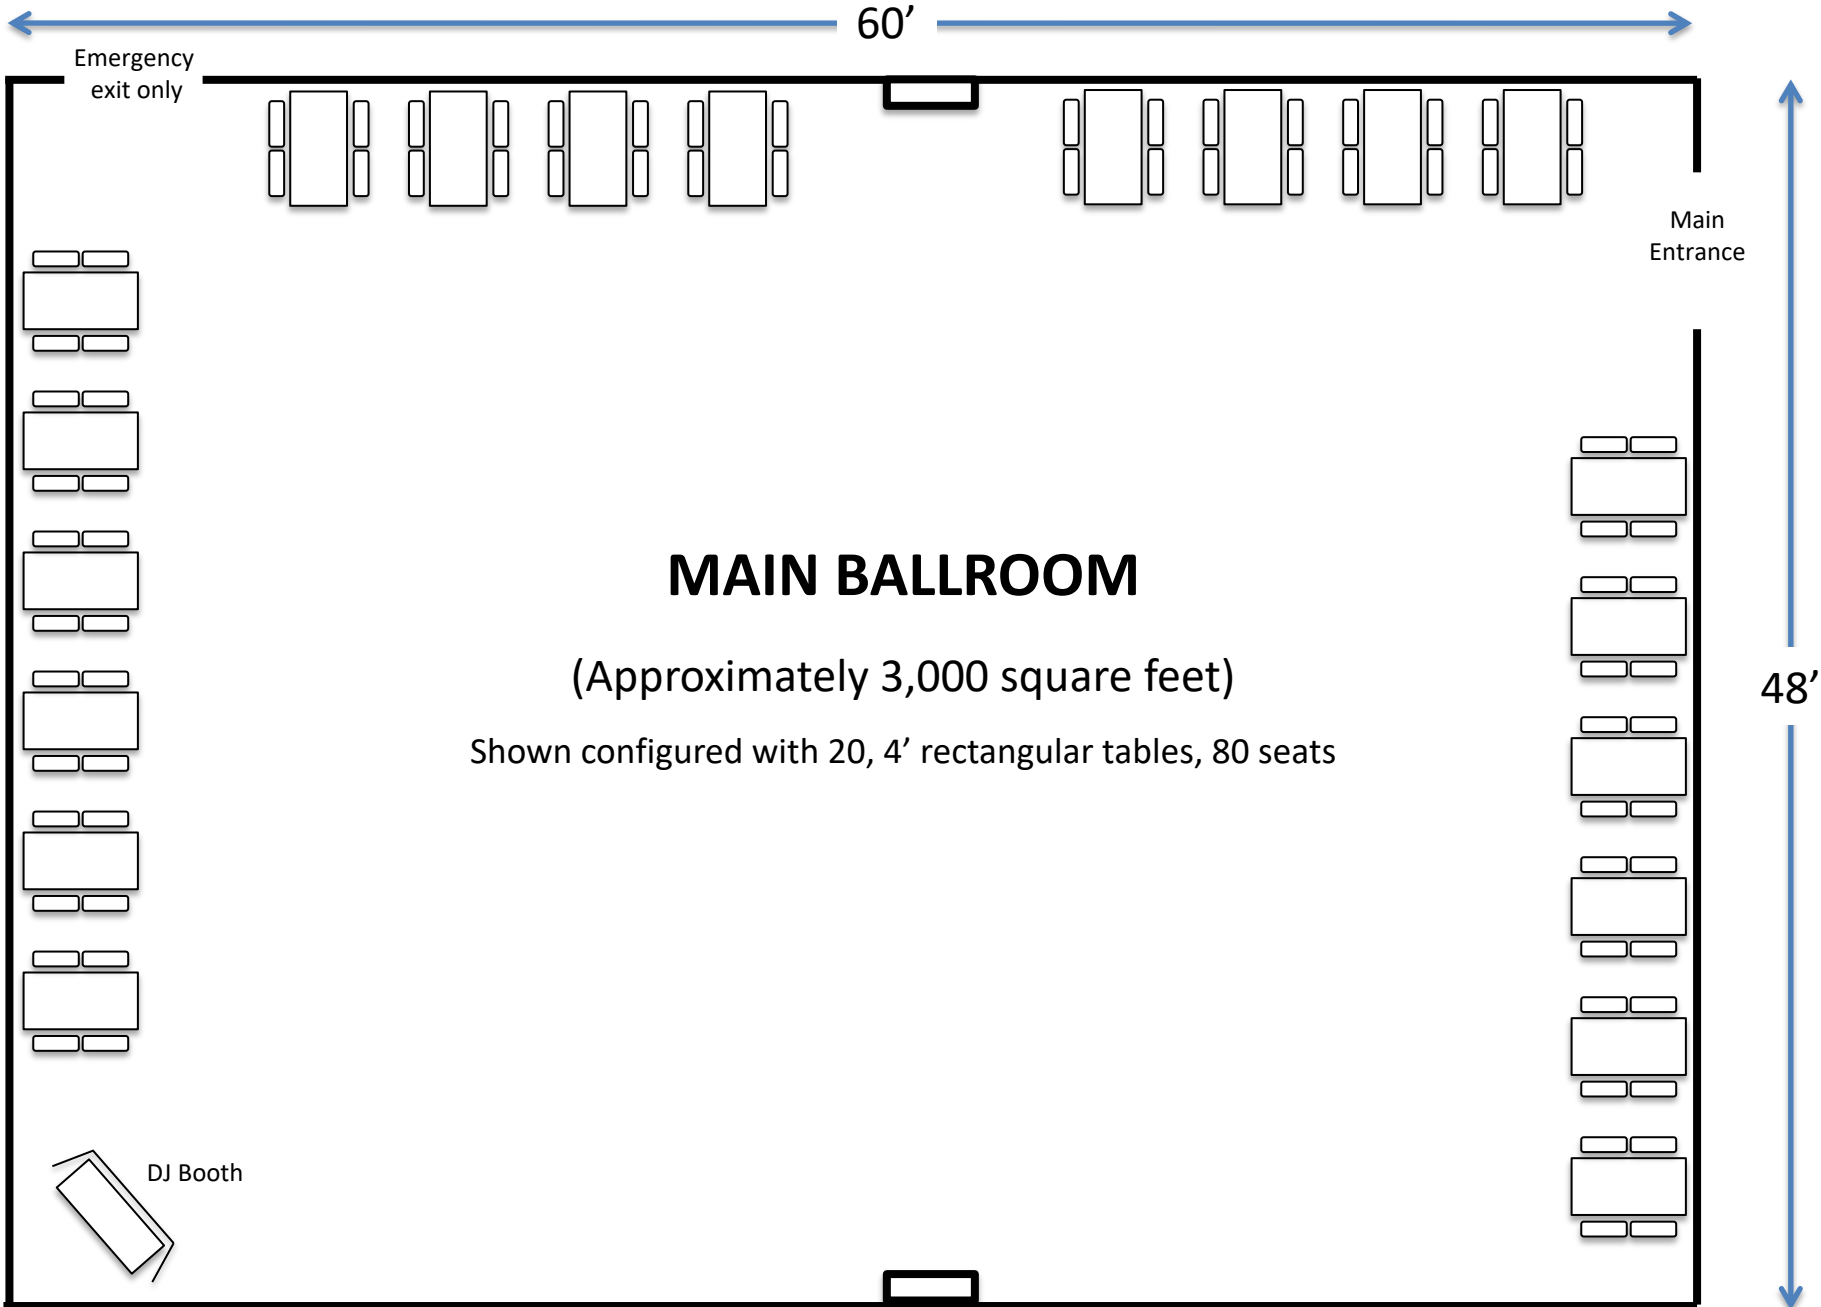 60’
Emergency
exit only
Main
Entrance
MAIN BALLROOM
(Approximately 3,000 square feet)
48’
Shown configured with 20, 4’ rectangular tables, 80 seats
DJ Booth